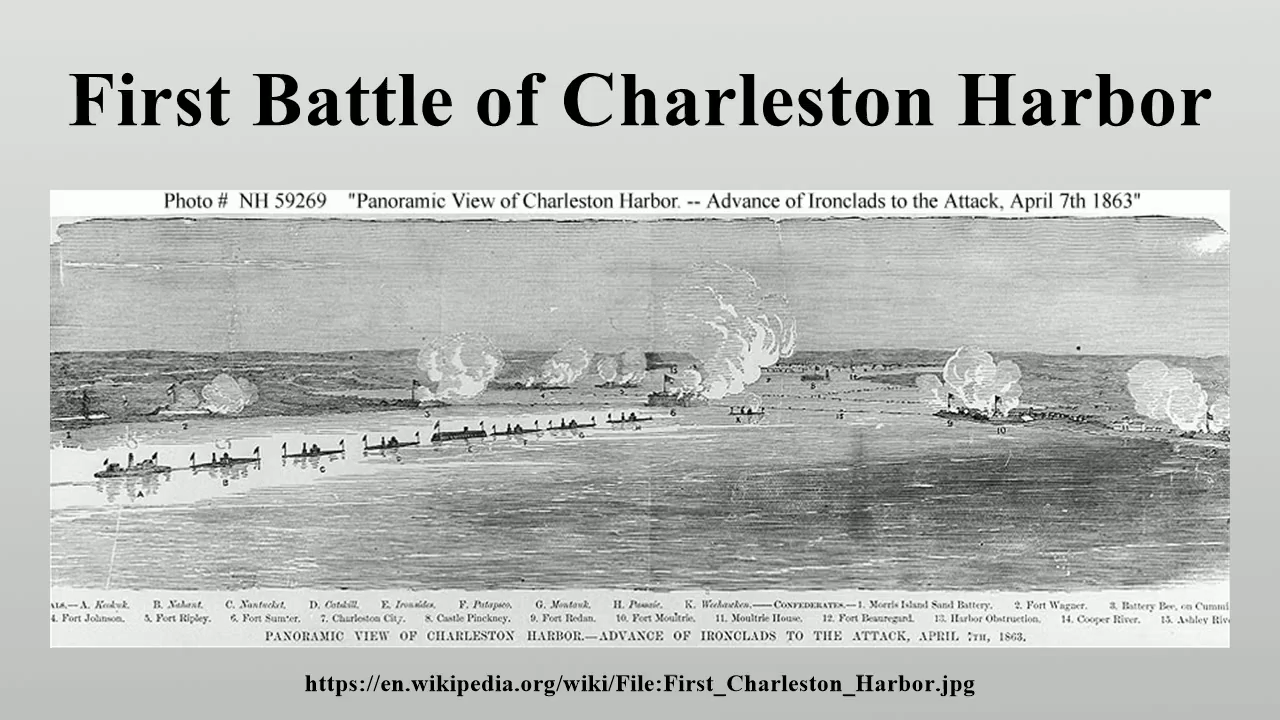 First Battle of Charleston Harbor
Photo # NH 59269 "Panoramic View of Charleston Harbor. -- Advance of Ironclads to the Attack, April 7th 1863"
ALS.—A. Keokuk. B. Nahant. C. Nantucket. D. Catskill. E. Ironsides. F. Patapsco. G. Montauk. H. Passaic. K. Weehawken.——CONFEDERATES.—1. Morris Island Sand Battery. 2. Fort Wagner. 3. Battery Bee, on Cummi
4. Fort Johnson. 5. Fort Ripley. 6. Fort Sumter. 7. Charleston City. 8. Castle Pinckney. 9. Fort Redan. 10. Fort Moultrie. 11. Moultrie House. 12. Fort Beauregard. 13. Harbor Obstruction. 14. Cooper River. 15. Ashley Riv
PANORAMIC VIEW OF CHARLESTON HARBOR.—ADVANCE OF IRONCLADS TO THE ATTACK, APRIL 7TH, 1863.
https://en.wikipedia.org/wiki/File:First_Charleston_Harbor.jpg